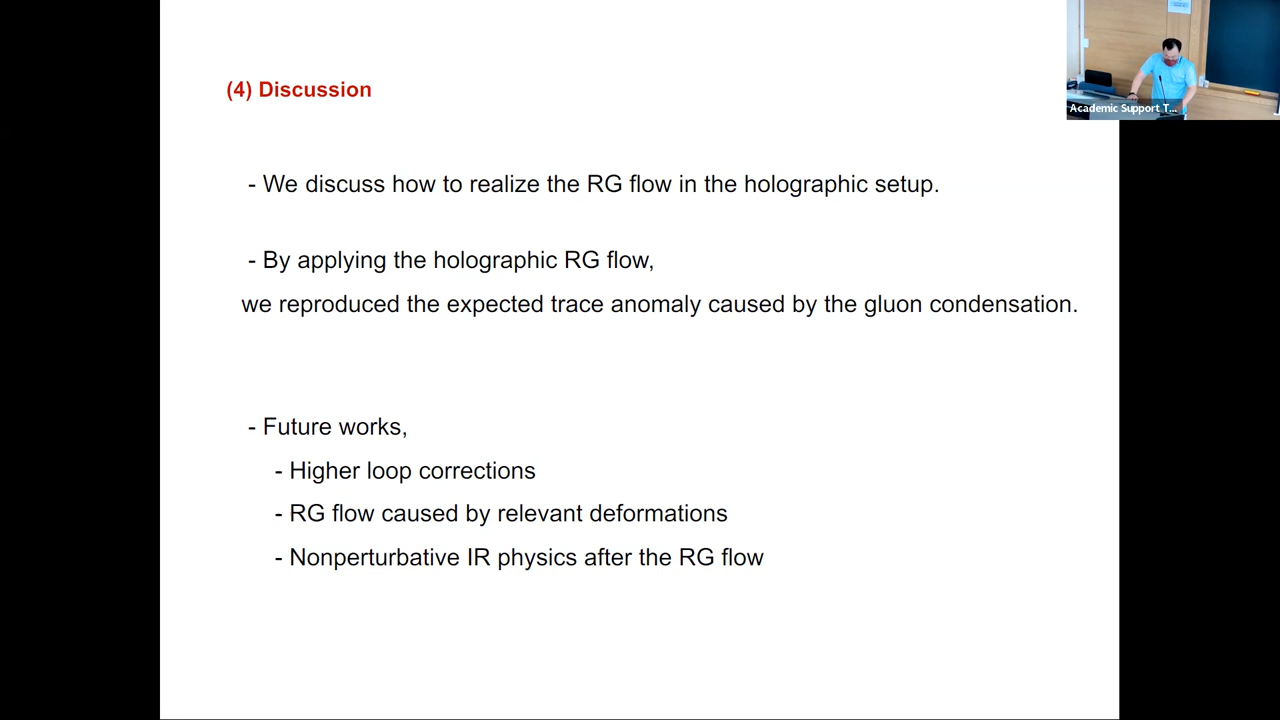 (4) Discussion
Academic Support T...
- We discuss how to realize the RG flow in the holographic setup.
- By applying the holographic RG flow,
we reproduced the expected trace anomaly caused by the gluon condensation.
- Future works,
- Higher loop corrections
- RG flow caused by relevant deformations
- Nonperturbative IR physics after the RG flow